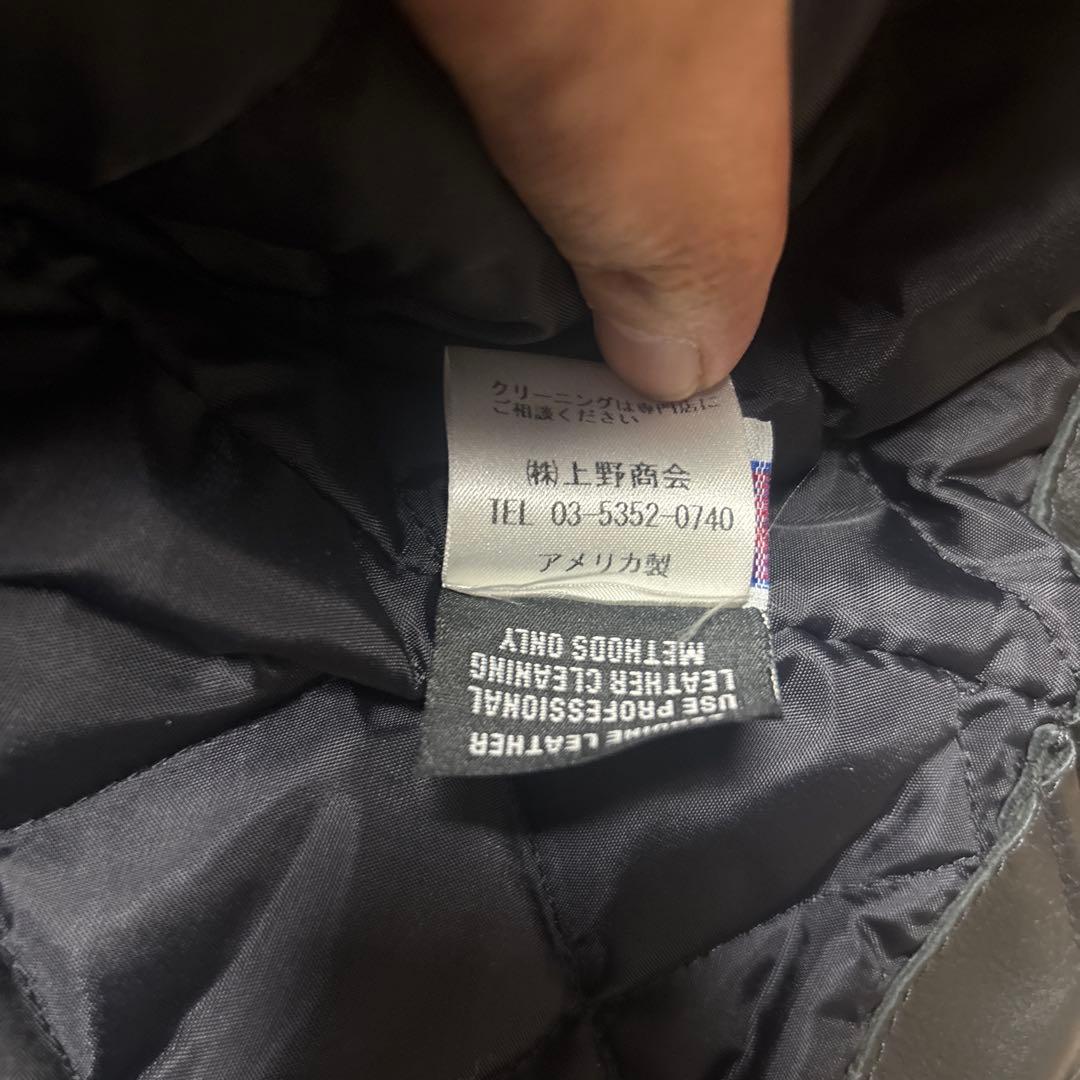 クリーニングは専門店に
ご相談ください
㈱上野商会
TEL 03-5352-0740
アメリカ製
LEATHER
USE PROFESSIONAL
LEATHER CLEANING
METHODS ONLY